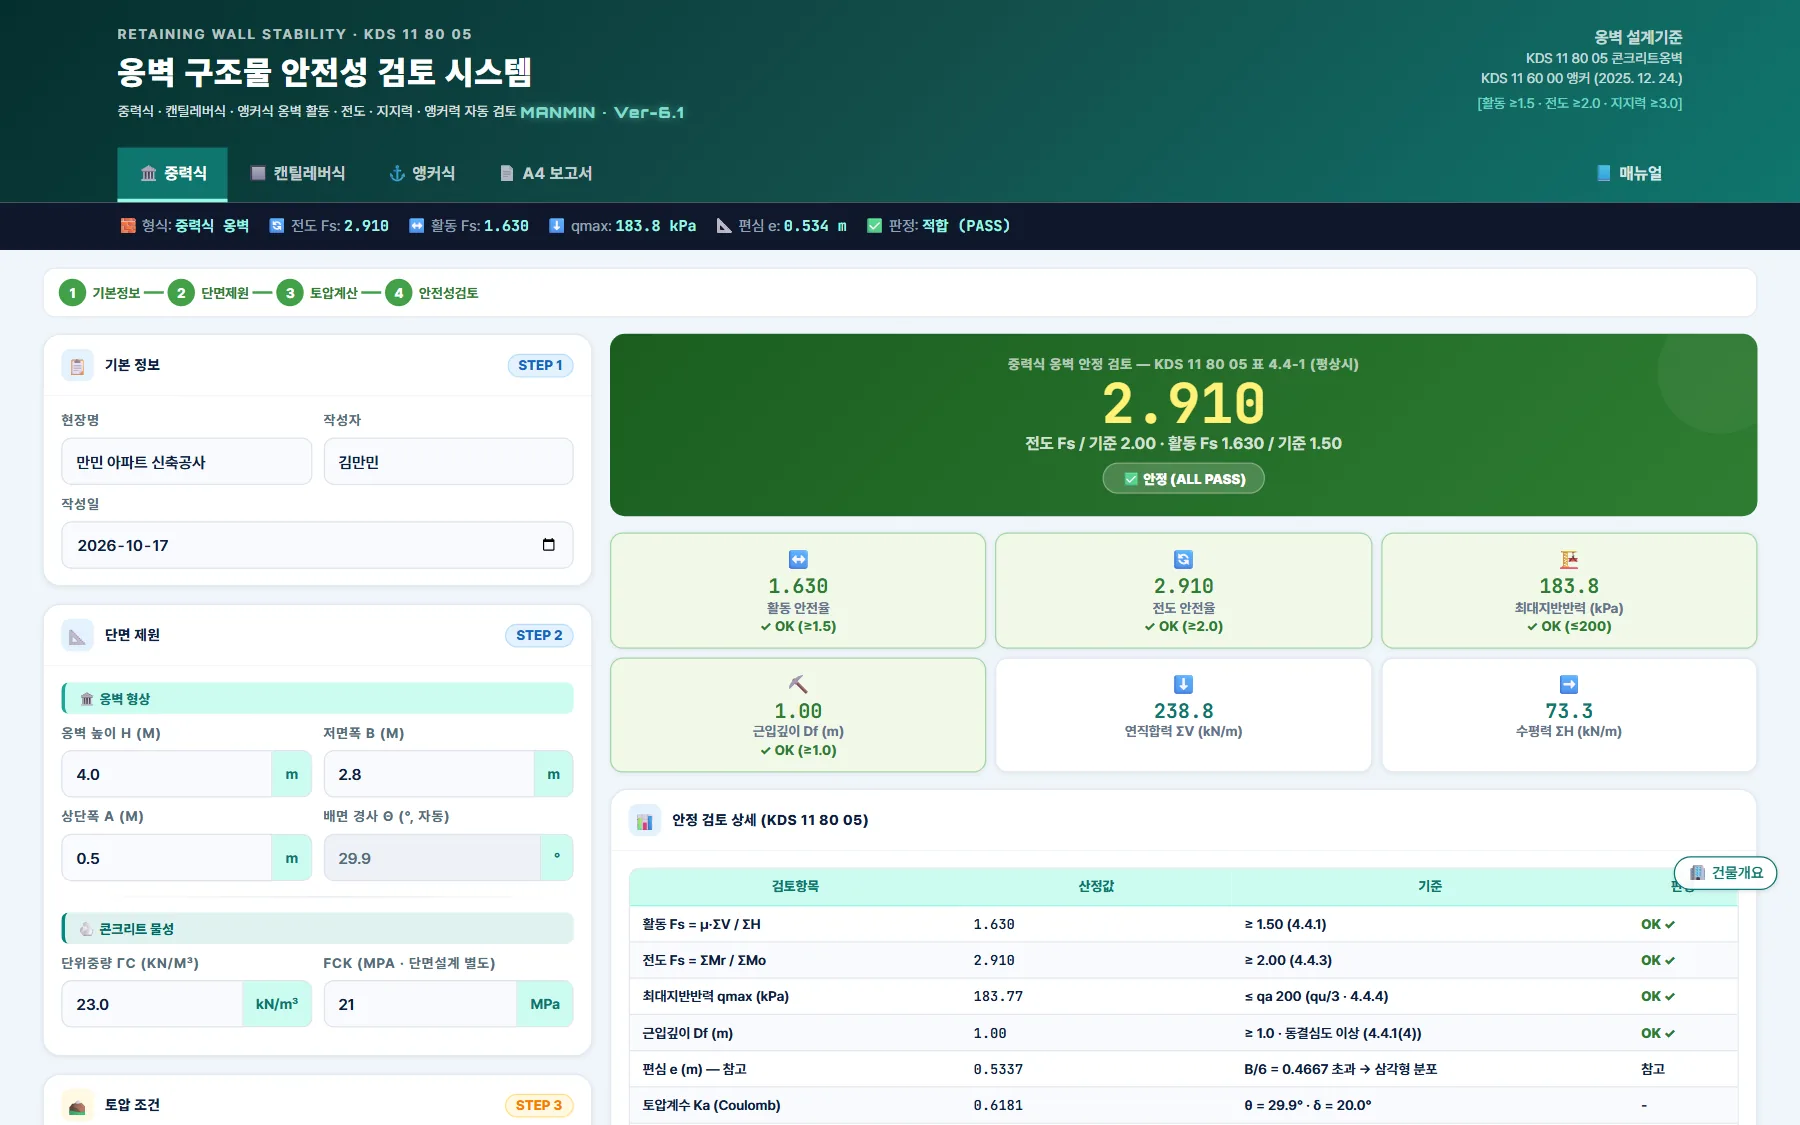 RETAINING WALL STABILITY · KDS 11 80 05
옹벽 구조물 안전성 검토 시스템
중력식 · 캔틸레버식 · 앵커식 옹벽 활동 · 전도 · 지지력 · 앵커력 자동 검토 MANMIN · Ver-6.1
옹벽 설계기준
KDS 11 80 05 콘크리트옹벽
KDS 11 60 00 앵커 (2025. 12. 24.)
[활동 ≥1.5 · 전도 ≥2.0 · 지지력 ≥3.0]
중력식 캔틸레버식 앵커식 A4 보고서 매뉴얼
형식: 중력식 옹벽 전도 Fs: 2.910 활동 Fs: 1.630 qmax: 183.8 kPa 편심 e: 0.534 m 판정: 적합 (PASS)
1 기본정보 2 단면제원 3 토압계산 4 안전성검토
기본 정보 STEP 1
현장명 작성자
만민 아파트 신축공사 김만민
작성일
2026-10-17
단면 제원 STEP 2
옹벽 형상
옹벽 높이 H (M) 저면폭 B (M)
4.0 m 2.8 m
상단폭 A (M) 배면 경사 Θ (°, 자동)
0.5 m 29.9 °
콘크리트 물성
단위중량 ΓC (KN/M³) FCK (MPA · 단면설계 별도)
23.0 kN/m³ 21 MPa
토압 조건 STEP 3
중력식 옹벽 안정 검토 — KDS 11 80 05 표 4.4-1 (평상시)
2.910
전도 Fs / 기준 2.00 · 활동 Fs 1.630 / 기준 1.50
✅ 안정 (ALL PASS)
1.630
활동 안전율
✓ OK (≥1.5)
2.910
전도 안전율
✓ OK (≥2.0)
183.8
최대지반반력 (kPa)
✓ OK (≤200)
1.00
근입깊이 Df (m)
✓ OK (≥1.0)
238.8
연직합력 ΣV (kN/m)
73.3
수평력 ΣH (kN/m)
안정 검토 상세 (KDS 11 80 05)
건물개요
검토항목 산정값 기준
활동 Fs = μ·ΣV / ΣH 1.630 ≥ 1.50 (4.4.1) OK ✓
전도 Fs = ΣMr / ΣMo 2.910 ≥ 2.00 (4.4.3) OK ✓
최대지반반력 qmax (kPa) 183.77 ≤ qa 200 (qu/3 · 4.4.4) OK ✓
근입깊이 Df (m) 1.00 ≥ 1.0 · 동결심도 이상 (4.4.1(4)) OK ✓
편심 e (m) — 참고 0.5337 B/6 = 0.4667 초과 → 삼각형 분포 참고
토압계수 Ka (Coulomb) 0.6181 θ = 29.9° · δ = 20.0° -